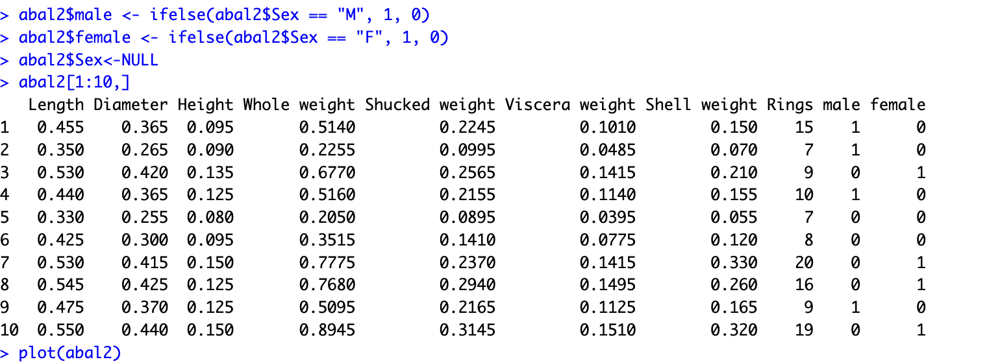 > abal2$male <- ifelse(abal2$Sex == "M", 1, 0)
> abal2$female <- ifelse(abal2$Sex == "F", 1, 0)
> abal2$Sex<-NULL
> abal2[1:10,]
   Length Diameter Height Whole weight Shucked weight Viscera weight Shell weight Rings male female
1   0.455    0.365  0.095       0.5140         0.2245         0.1010        0.150    15    1      0
2   0.350    0.265  0.090       0.2255         0.0995         0.0485        0.070     7    1      0
3   0.530    0.420  0.135       0.6770         0.2565         0.1415        0.210     9    0      1
4   0.440    0.365  0.125       0.5160         0.2155         0.1140        0.155    10    1      0
5   0.330    0.255  0.080       0.2050         0.0895         0.0395        0.055     7    0      0
6   0.425    0.300  0.095       0.3515         0.1410         0.0775        0.120     8    0      0
7   0.530    0.415  0.150       0.7775         0.2370         0.1415        0.330    20    0      1
8   0.545    0.425  0.125       0.7680         0.2940         0.1495        0.260    16    0      1
9   0.475    0.370  0.125       0.5095         0.2165         0.1125        0.165     9    1      0
10  0.550    0.440  0.150       0.8945         0.3145         0.1510        0.320    19    0      1
> plot(abal2)